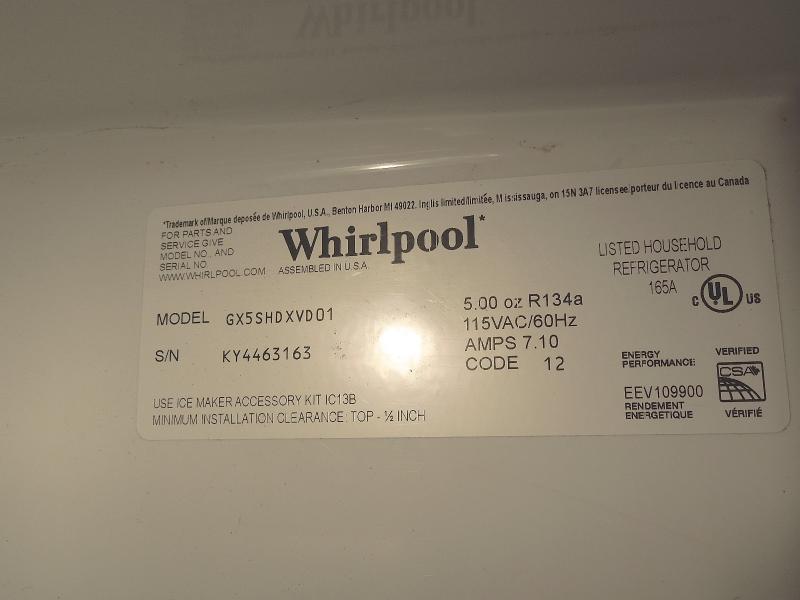 *Trademark of/Marque deposée de Whirlpool, U.S.A., Benton Harbor MI 49022. Inglis limited/limitée, Mississauga, on 15N 3A7 licensee/porteur du licence au Canada
FOR PARTS AND
SERVICE GIVE
MODEL NO., AND
SERIAL NO.
WWW.WHIRLPOOL.COM
Whirlpool*
ASSEMBLED IN U.S.A.
MODEL GX5SHDXVD01
S/N KY4463163
5.00 oz R134a
115VAC/60Hz
AMPS 7.10
CODE 12
LISTED HOUSEHOLD
REFRIGERATOR
165A
C UL US
USE ICE MAKER ACCESSORY KIT IC13B
MINIMUM INSTALLATION CLEARANCE: TOP - ½ INCH
ENERGY
PERFORMANCE
EEV109900
RENDEMENT
ENERGETIQUE
VERIFIED
CSA
VÉRIFIÉ